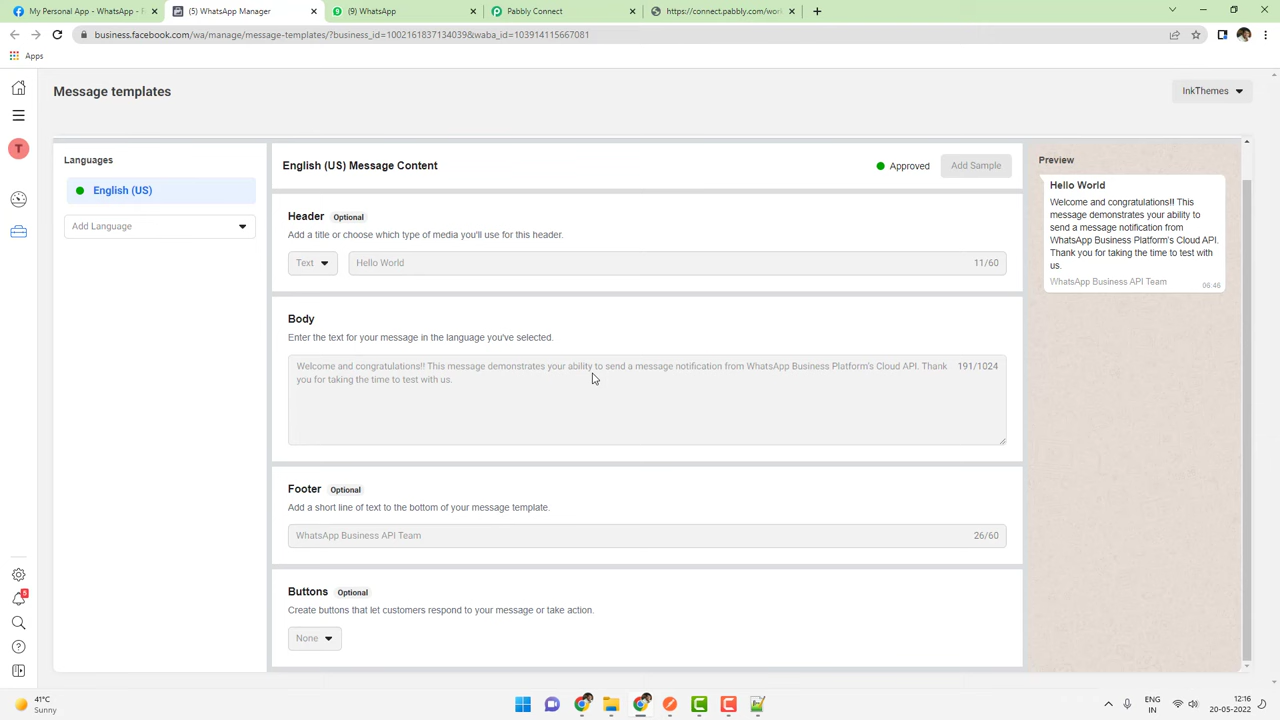 My Personal App - WhatsApp - F
(5) WhatsApp Manager
(9) WhatsApp
Pabbly Connect
https://connect.pabbly.com/work
business.facebook.com/wa/manage/message-templates/?business_id=1002161837134039&waba_id=103914115667081
Apps
Message templates
InkThemes
T
Languages
English (US)
Add Language
English (US) Message Content
Approved
Add Sample
Header Optional
Add a title or choose which type of media you'll use for this header.
Text
Hello World
11/60
Body
Enter the text for your message in the language you've selected.
Welcome and congratulations!! This message demonstrates your ability to send a message notification from WhatsApp Business Platform's Cloud API. Thank
you for taking the time to test with us.
191/1024
Footer Optional
Add a short line of text to the bottom of your message template.
WhatsApp Business API Team
26/60
Buttons Optional
Create buttons that let customers respond to your message or take action.
None
Preview
Hello World
Welcome and congratulations!! This
message demonstrates your ability to
send a message notification from
WhatsApp Business Platform's Cloud API.
Thank you for taking the time to test with
us.
WhatsApp Business API Team
06:46
5
41°C
Sunny
ENG
IN
12:16
20-05-2022